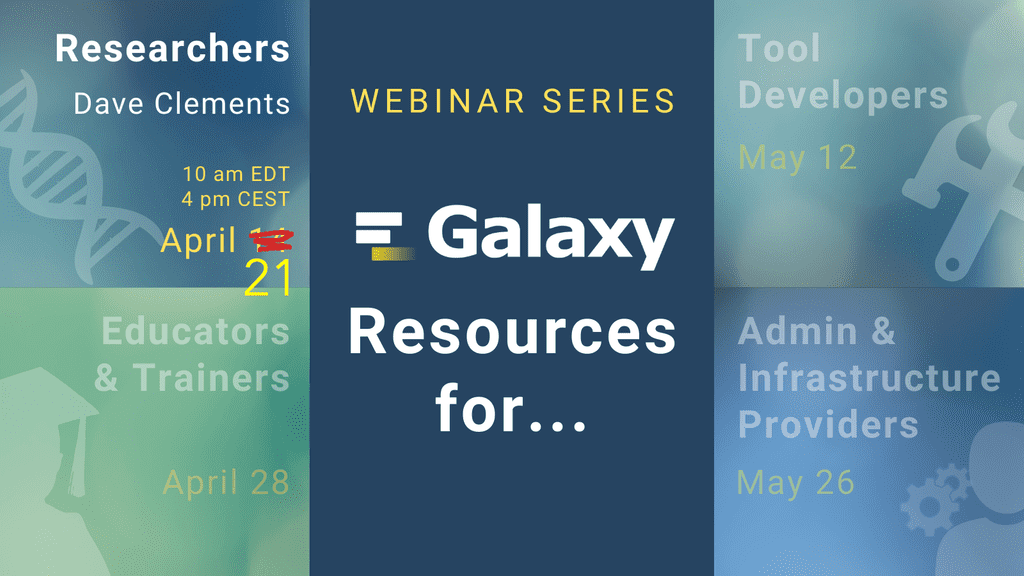 Researchers
Dave Clements
10 am EDT
4 pm CEST
April
21
Educators
& Trainers
April 28
WEBINAR SERIES
Galaxy
Resources
for...
Tool
Developers
May 12
Admin &
Infrastructure
Providers
May 26